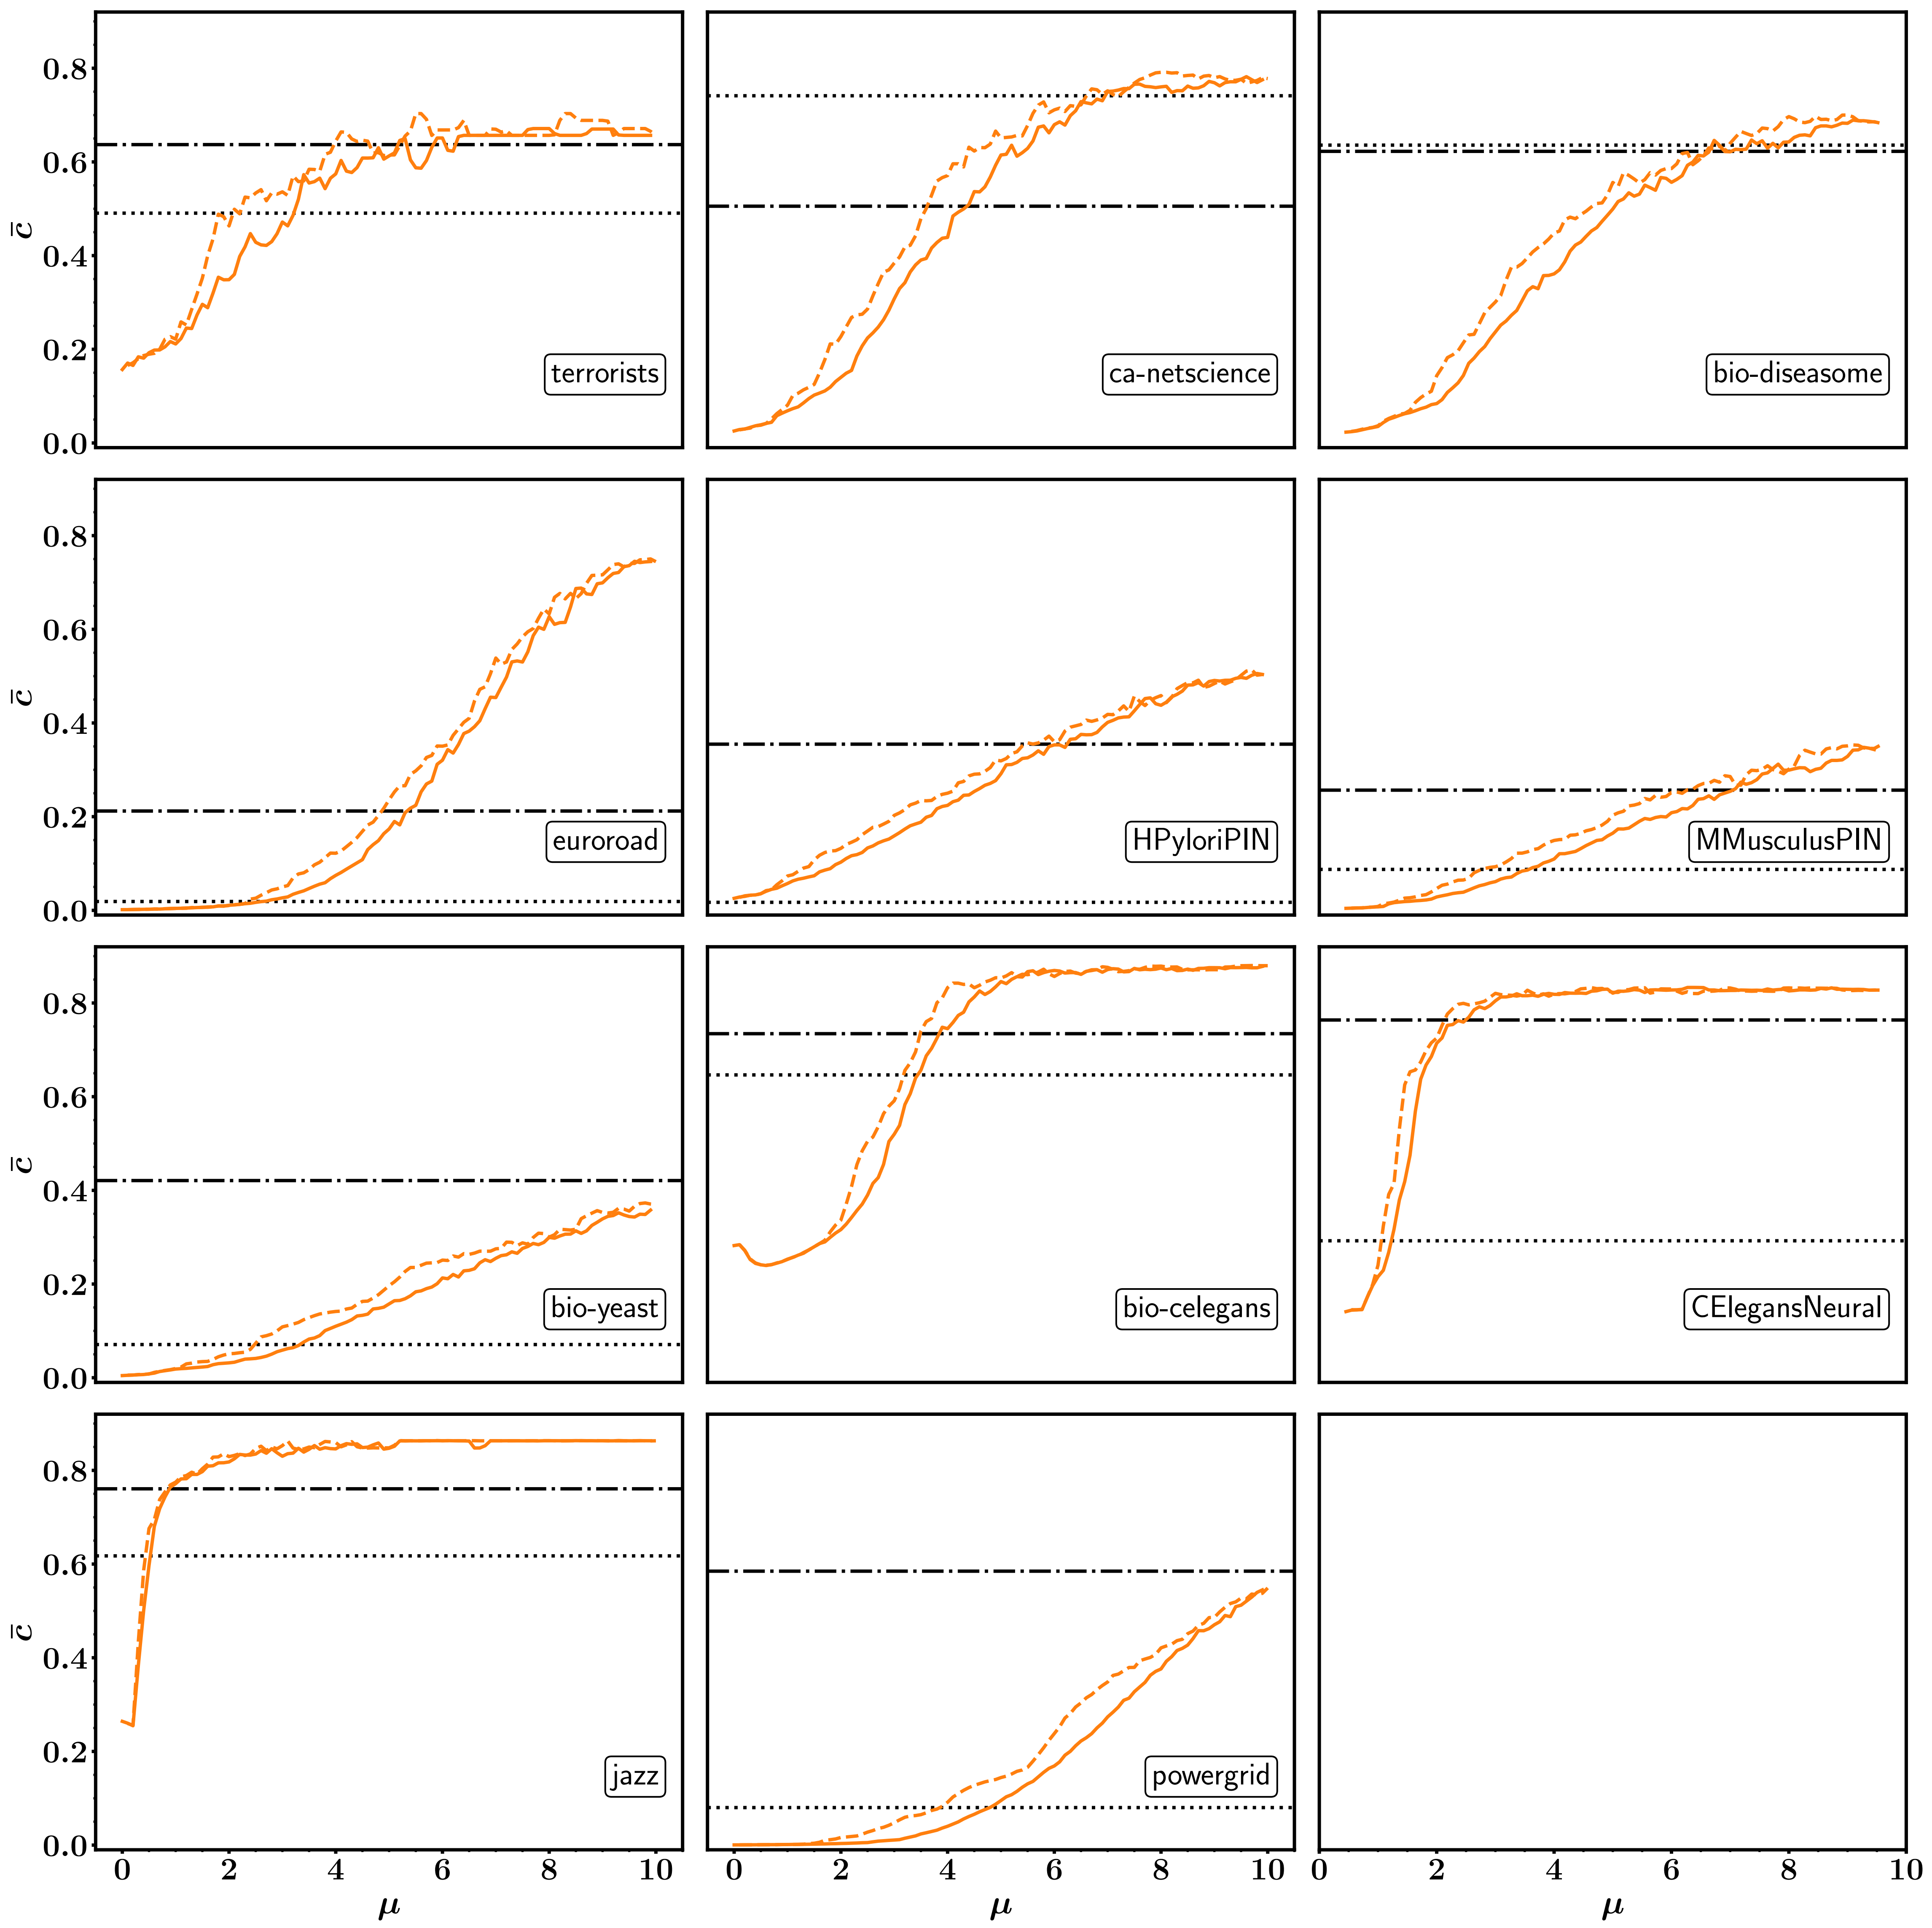 0.8
0.6
0.4
0.2
0.0
c̄
terrorists
ca-netscience
bio-diseasome
0.8
0.6
0.4
0.2
0.0
c̄
euroroad
HPyloriPIN
MMusculusPIN
0.8
0.6
0.4
0.2
0.0
c̄
bio-yeast
bio-celegans
CElegansNeural
0.8
0.6
0.4
0.2
0.0
c̄
jazz
powergrid
0 2 4 6 8 10
0 2 4 6 8 10
0 2 4 6 8 10
μ
μ
μ